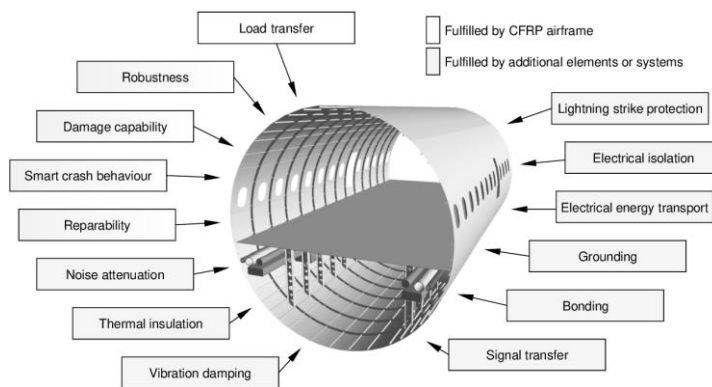 Load transfer
Fulfilled by CFRP airframe
Fulfilled by additional elements or systems
Robustness
Damage capability
Smart crash behaviour
Reparability
Noise attenuation
Thermal insulation
Vibration damping
Lightning strike protection
Electrical isolation
Electrical energy transport
Grounding
Bonding
Signal transfer